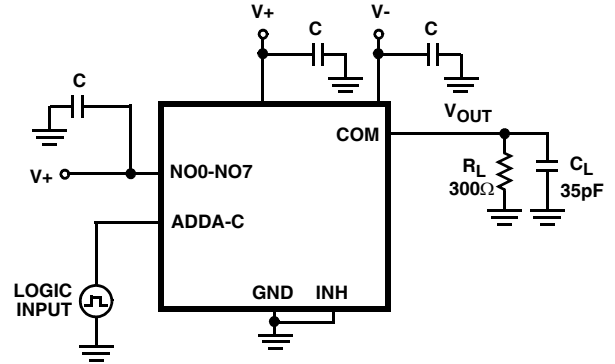 V+
V-
C
C
C
VOUT
COM
RL
300Ω
CL
35pF
NO0-NO7
V+
ADDA-C
LOGIC
INPUT
GND
INH